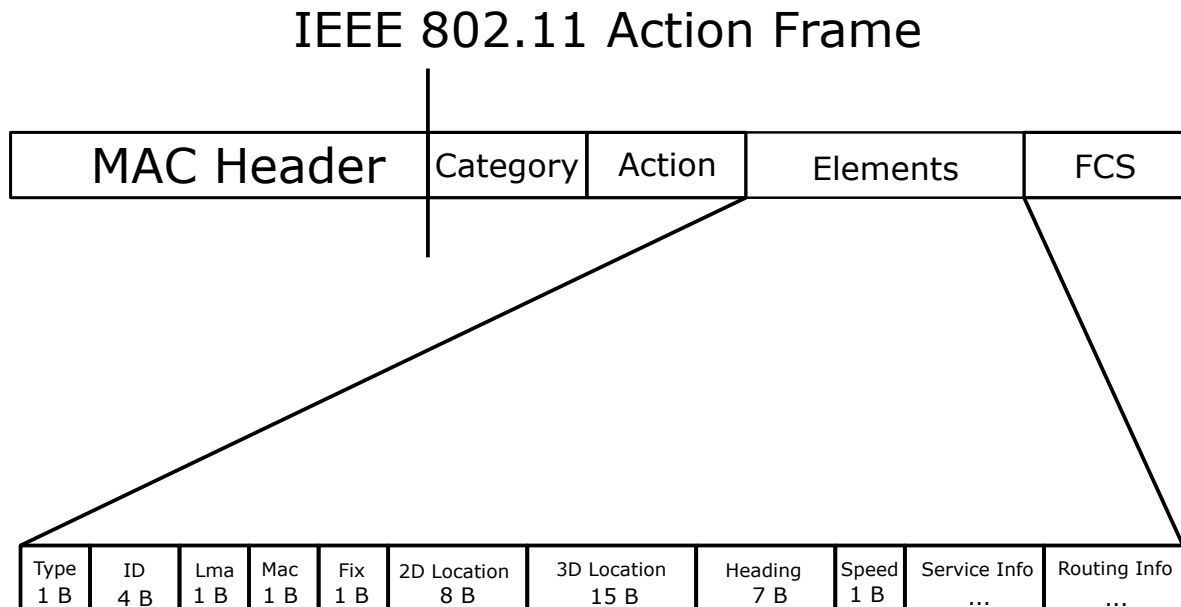 IEEE 802.11 Action Frame
MAC Header Category Action Elements FCS
Type ID Lma Mac Fix 2D Location 3D Location Heading Speed Service Info Routing Info
1 B 4 B 1 B 1 B 1 B 8 B 15 B 7 B 1 B ... ...